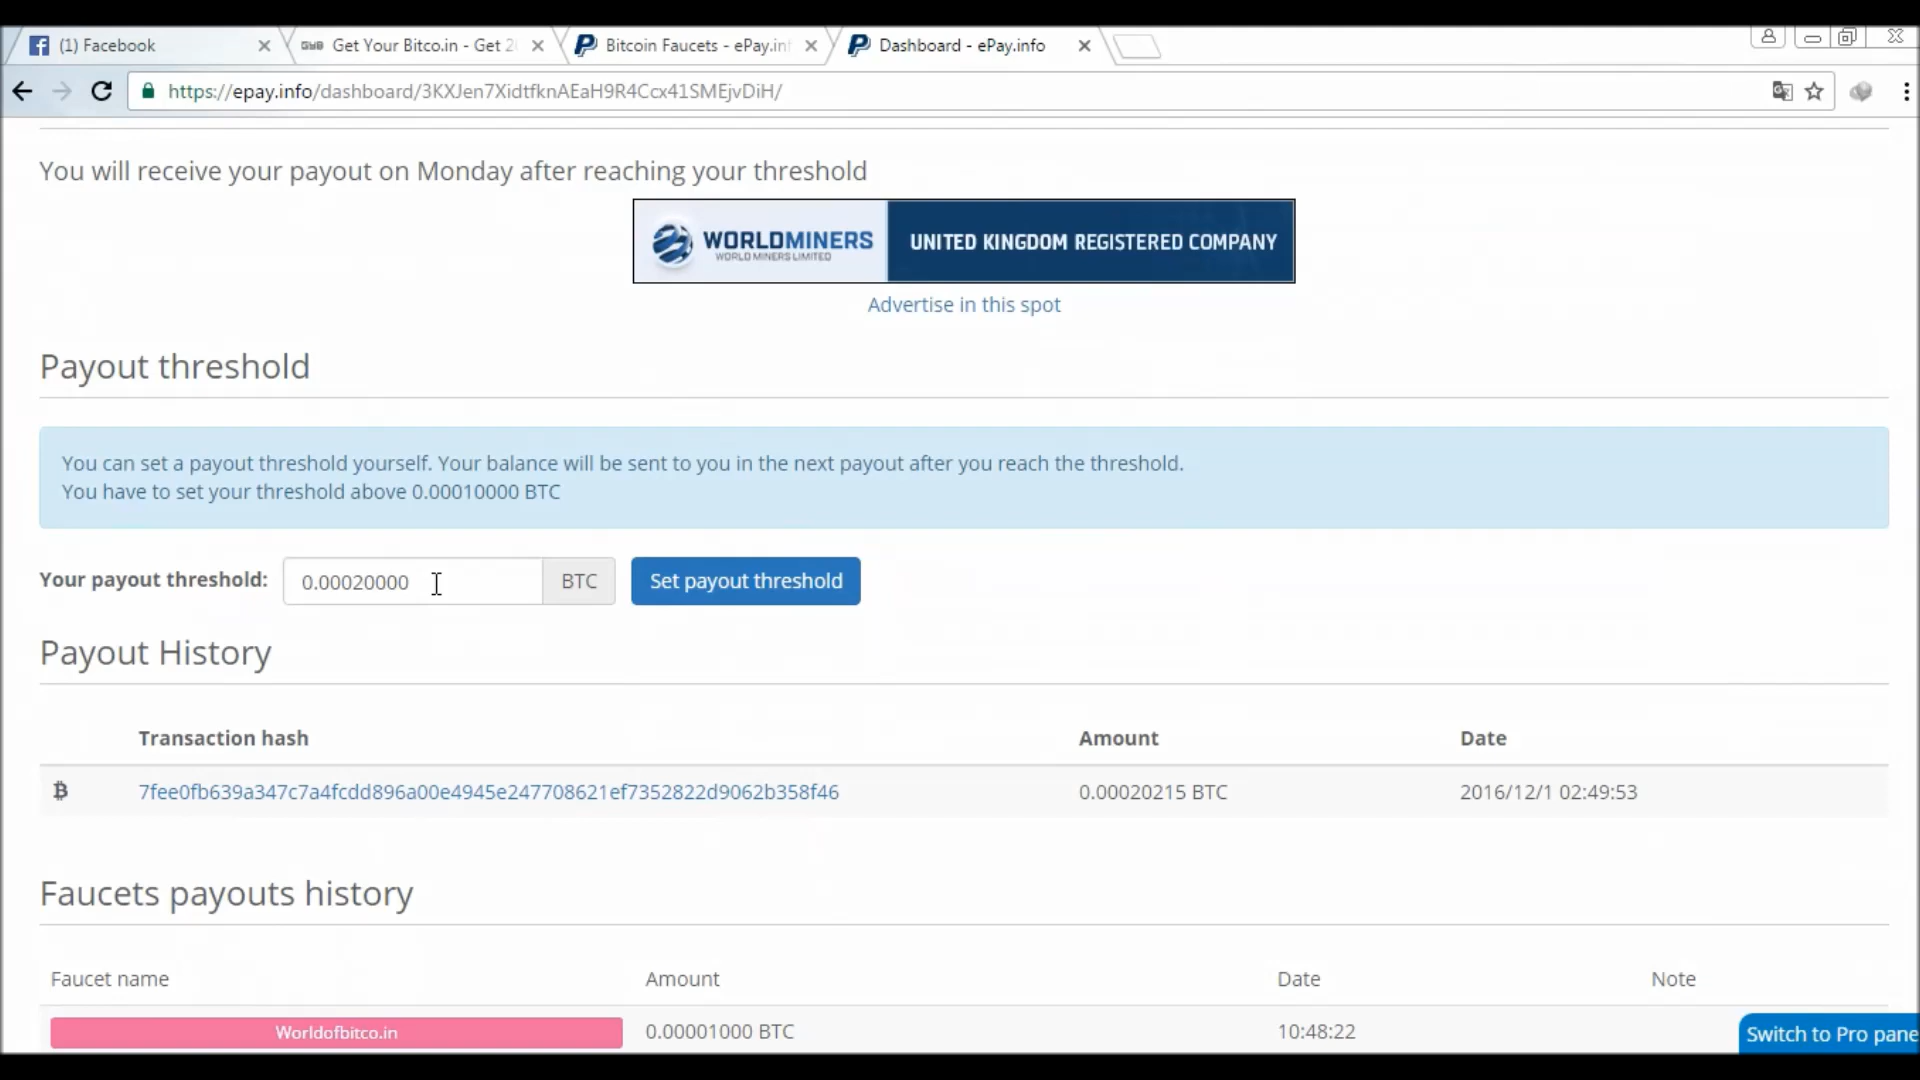 (1) Facebook
Get Your Bitco.in - Get 2
Bitcoin Faucets - ePay.inf
Dashboard - ePay.info
https://epay.info/dashboard/3KXJen7XidtfknAEaH9R4Ccx41SMEjvDiH/
You will receive your payout on Monday after reaching your threshold
WORLDMINERS
WORLD MINERS LIMITED
UNITED KINGDOM REGISTERED COMPANY
Advertise in this spot
Payout threshold
You can set a payout threshold yourself. Your balance will be sent to you in the next payout after you reach the threshold.
You have to set your threshold above 0.00010000 BTC
Your payout threshold: 0.00020000 BTC Set payout threshold
Payout History
Transaction hash Amount Date
7fee0fb639a347c7a4fcdd896a00e4945e247708621ef7352822d9062b358f46 0.00020215 BTC 2016/12/1 02:49:53
Faucets payouts history
Faucet name Amount Date Note
Worldofbitco.in 0.00001000 BTC 10:48:22
Switch to Pro pane